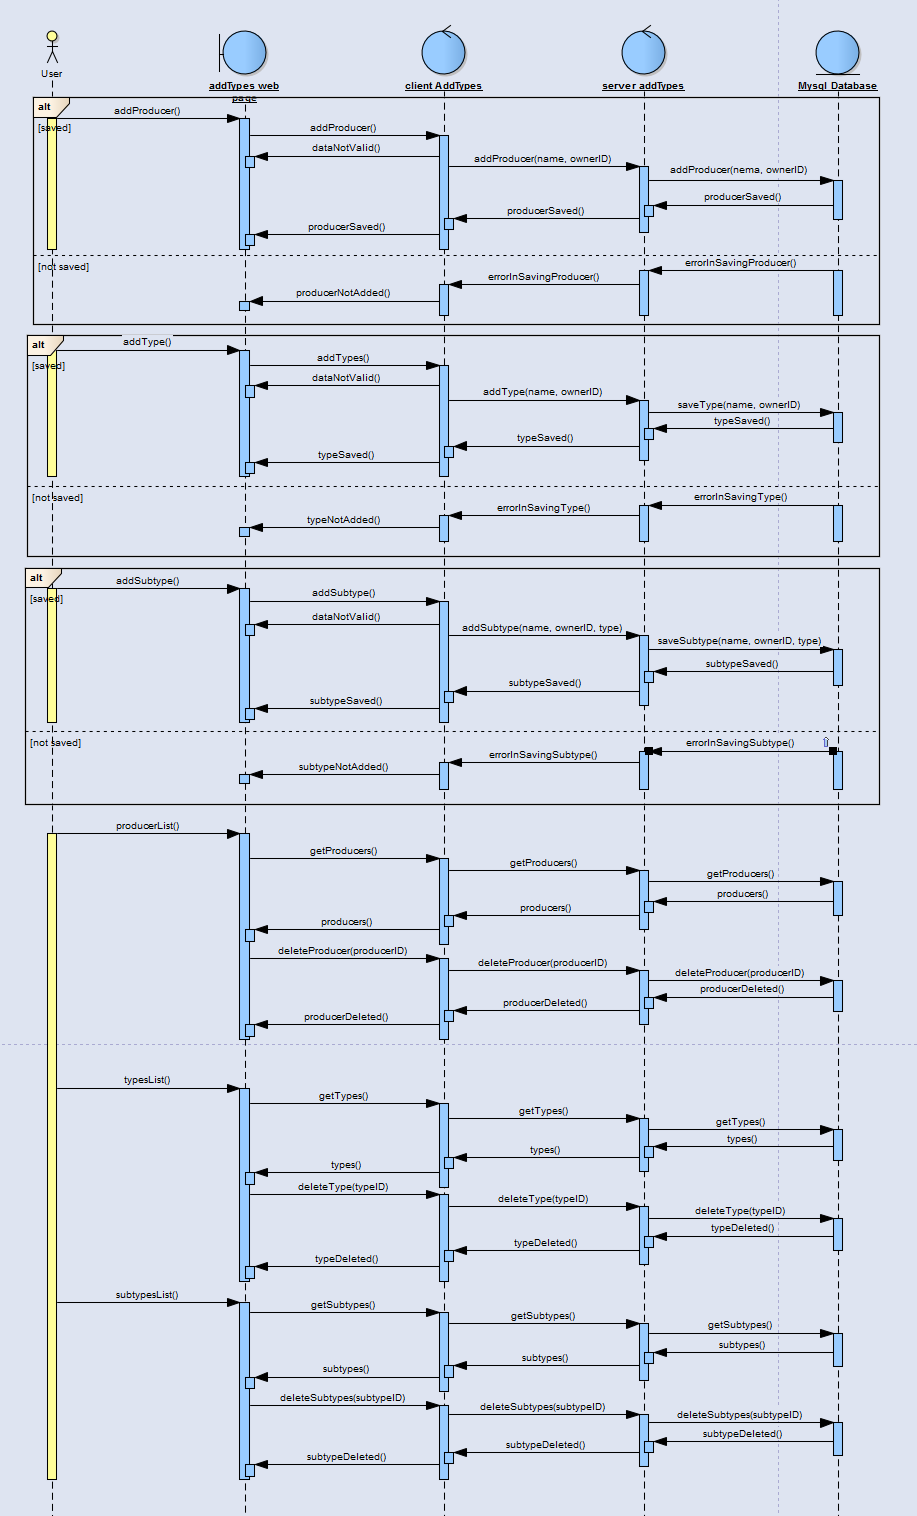 User
addTypes web
page
client AddTypes
server addTypes
Mysql Database
alt
[saved]
addProducer()
addProducer()
dataNotValid()
addProducer(name, ownerID)
addProducer(nema, ownerID)
producerSaved()
producerSaved()
producerSaved()
[not saved]
errorInSavingProducer()
errorInSavingProducer()
producerNotAdded()
alt
[saved]
addType()
addTypes()
dataNotValid()
addType(name, ownerID)
saveType(name, ownerID)
typeSaved()
typeSaved()
typeSaved()
[not saved]
errorInSavingType()
errorInSavingType()
typeNotAdded()
alt
[saved]
addSubtype()
addSubtype()
dataNotValid()
addSubtype(name, ownerID, type)
saveSubtype(name, ownerID, type)
subtypeSaved()
subtypeSaved()
subtypeSaved()
[not saved]
errorInSavingSubtype()
errorInSavingSubtype()
subtypeNotAdded()
producerList()
getProducers()
getProducers()
getProducers()
producers()
producers()
producers()
deleteProducer(producerID)
deleteProducer(producerID)
deleteProducer(producerID)
producerDeleted()
producerDeleted()
producerDeleted()
typesList()
getTypes()
getTypes()
getTypes()
types()
types()
types()
deleteType(typeID)
deleteType(typeID)
deleteType(typeID)
typeDeleted()
typeDeleted()
typeDeleted()
subtypesList()
getSubtypes()
getSubtypes()
getSubtypes()
subtypes()
subtypes()
subtypes()
deleteSubtypes(subtypeID)
deleteSubtypes(subtypeID)
deleteSubtypes(subtypeID)
subtypeDeleted()
subtypeDeleted()
subtypeDeleted()